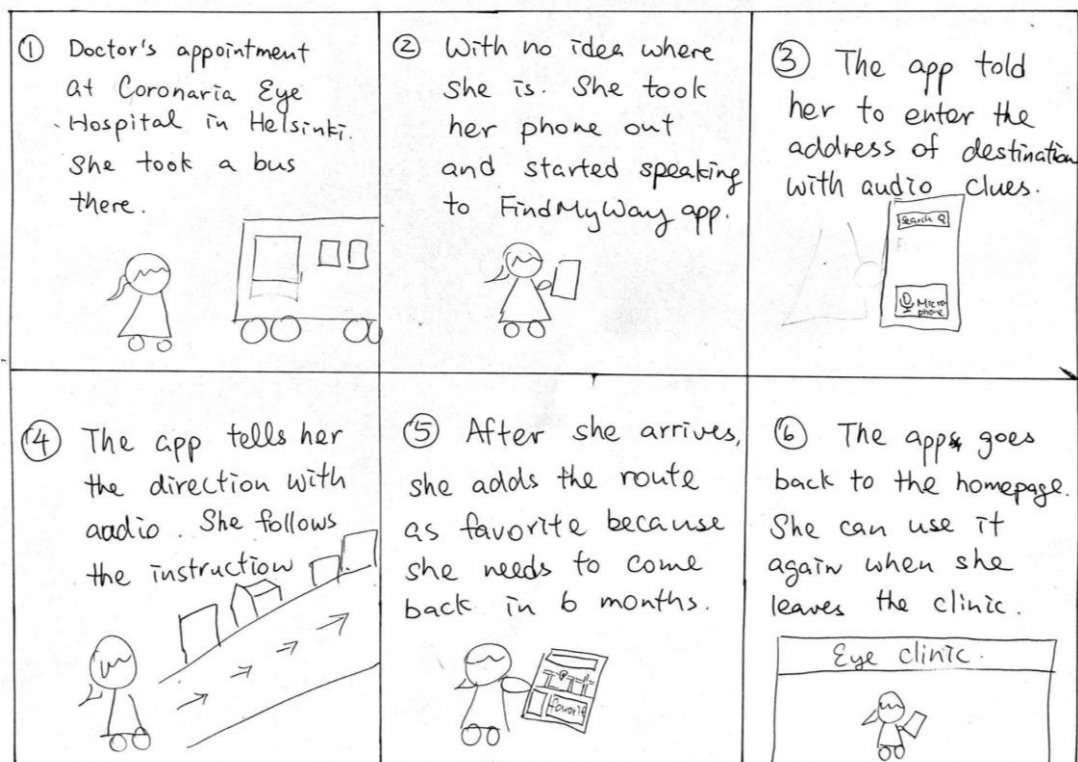 ① Doctor's appointment
at Coronaria Eye
Hospital in Helsinki.
She took a bus
there.
② With no idea where
she is. She took
her phone out
and started speaking
to FindMyWay app.
③ The app told
her to enter the
address of destination
with audio clues.
Search
Micro
phone
④ The app tells her
the direction with
audio. She follows
the instruction
⑤ After she arrives,
she adds the route
as favorite because
she needs to come
back in 6 months.
favorit
⑥ The app goes
back to the homepage.
She can use it
again when she
leaves the clinic.
Eye clinic.